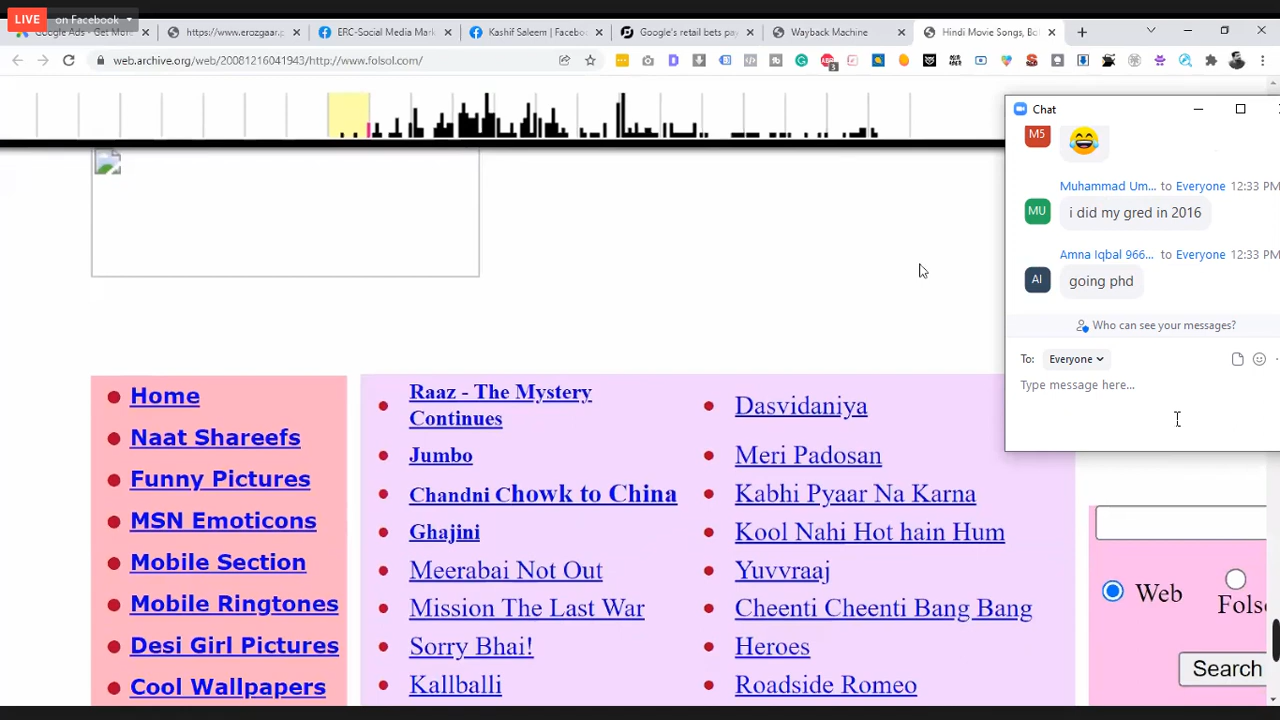 LIVE on Facebook
Google Ads - Get Mon
https://www.erozgaar.p
ERC-Social Media Mark
Kashif Saleem | Facebo
Google's retail bets pay
Wayback Machine
Hindi Movie Songs, Bo
web.archive.org/web/20081216041943/http://www.folsol.com/
Chat
M5 😂
Muhammad Um... to Everyone 12:33 PM
MU i did my gred in 2016
Amna Iqbal 966... to Everyone 12:33 PM
AI going phd
Who can see your messages?
To: Everyone
Type message here...
Home
Naat Shareefs
Funny Pictures
MSN Emoticons
Mobile Section
Mobile Ringtones
Desi Girl Pictures
Cool Wallpapers
Raaz - The Mystery
Continues
Jumbo
Chandni Chowk to China
Ghajini
Meerabai Not Out
Mission The Last War
Sorry Bhai!
Kallballi
Dasvidaniya
Meri Padosan
Kabhi Pyaar Na Karna
Kool Nahi Hot hain Hum
Yuvvraaj
Cheenti Cheenti Bang Bang
Heroes
Roadside Romeo
Web
Folso
Search